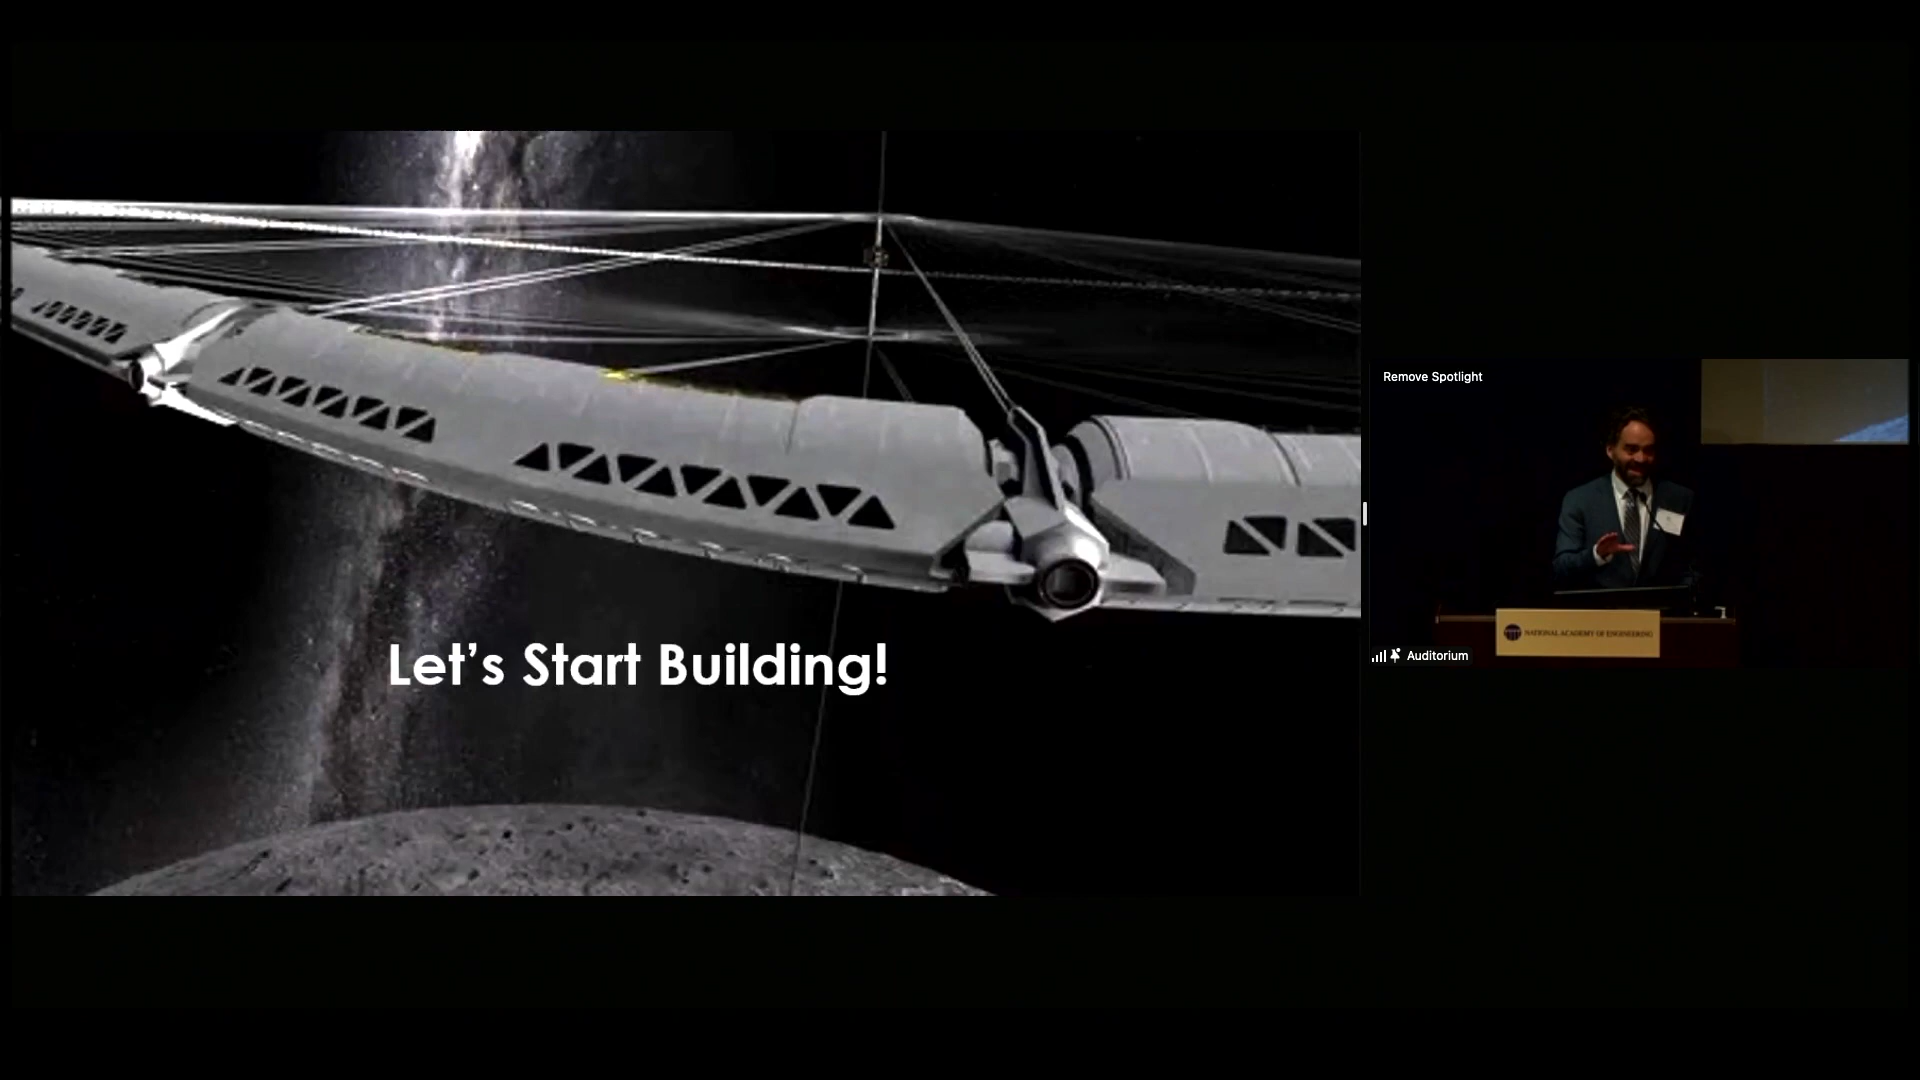 Let's Start Building!
Remove Spotlight
NATIONAL ACADEMY OF ENGINEERING
Auditorium